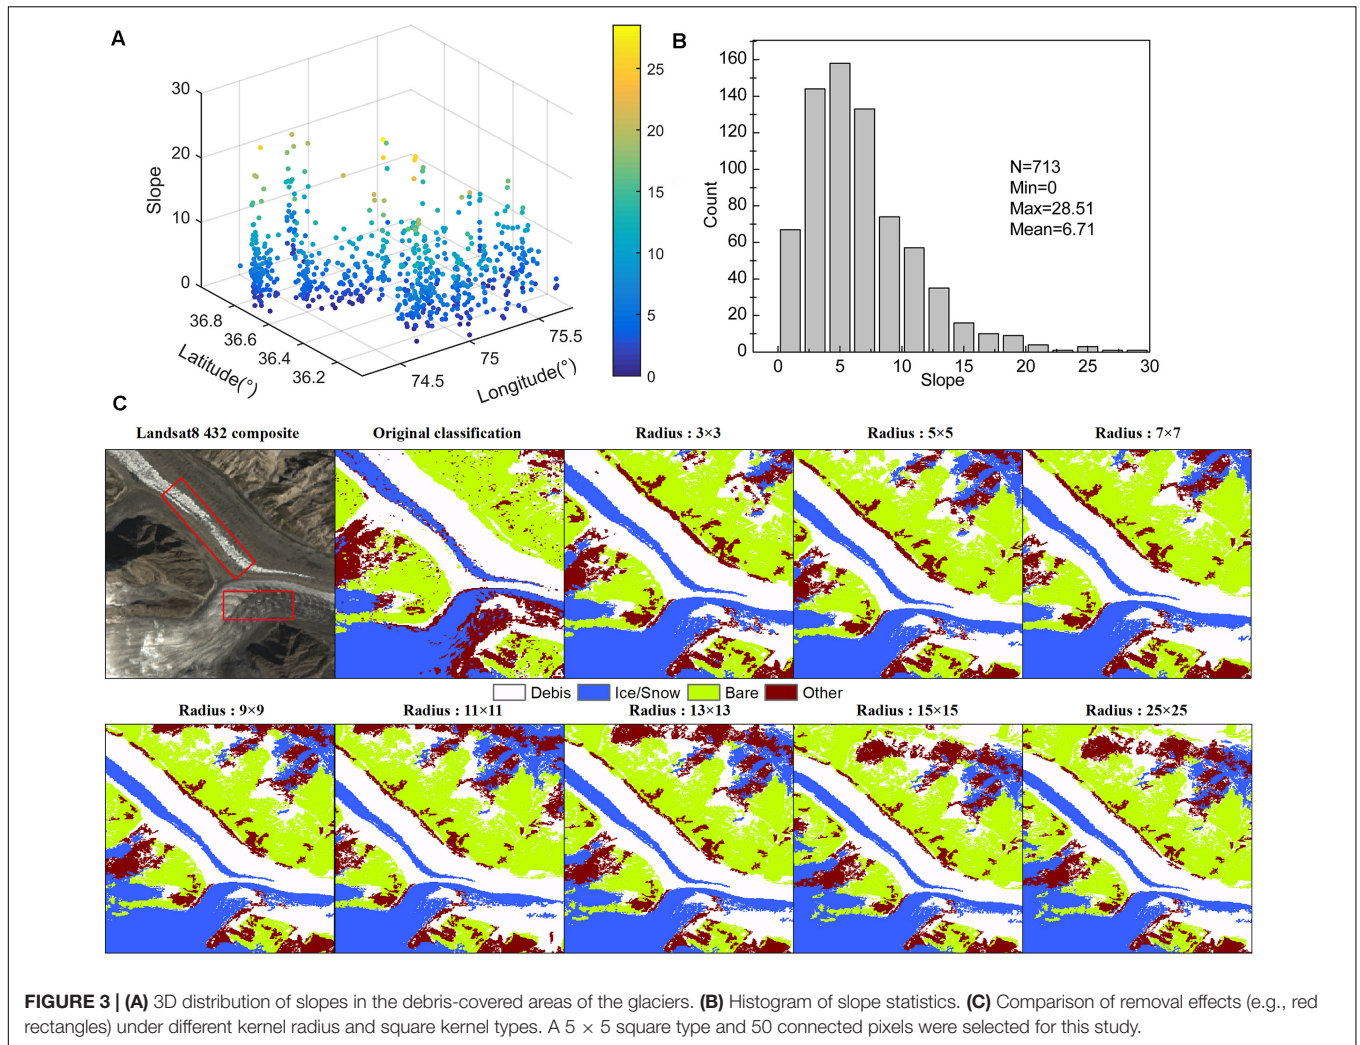 A
Slope
30
20
10
0
36.8
36.6
36.4
36.2
Latitude(°)
74.5
75
75.5
Longitude(°)
25
20
15
10
5
0
B
Count
160
140
120
100
80
60
40
20
0
N=713
Min=0
Max=28.51
Mean=6.71
0 5 10 15 20 25 30
Slope
C
Landsat8 432 composite Original classification Radius : 3×3 Radius : 5×5 Radius : 7×7
Debis Ice/Snow Bare Other
Radius : 9×9 Radius : 11×11 Radius : 13×13 Radius : 15×15 Radius : 25×25
FIGURE 3 | (A) 3D distribution of slopes in the debris-covered areas of the glaciers. (B) Histogram of slope statistics. (C) Comparison of removal effects (e.g., red
rectangles) under different kernel radius and square kernel types. A 5 × 5 square type and 50 connected pixels were selected for this study.